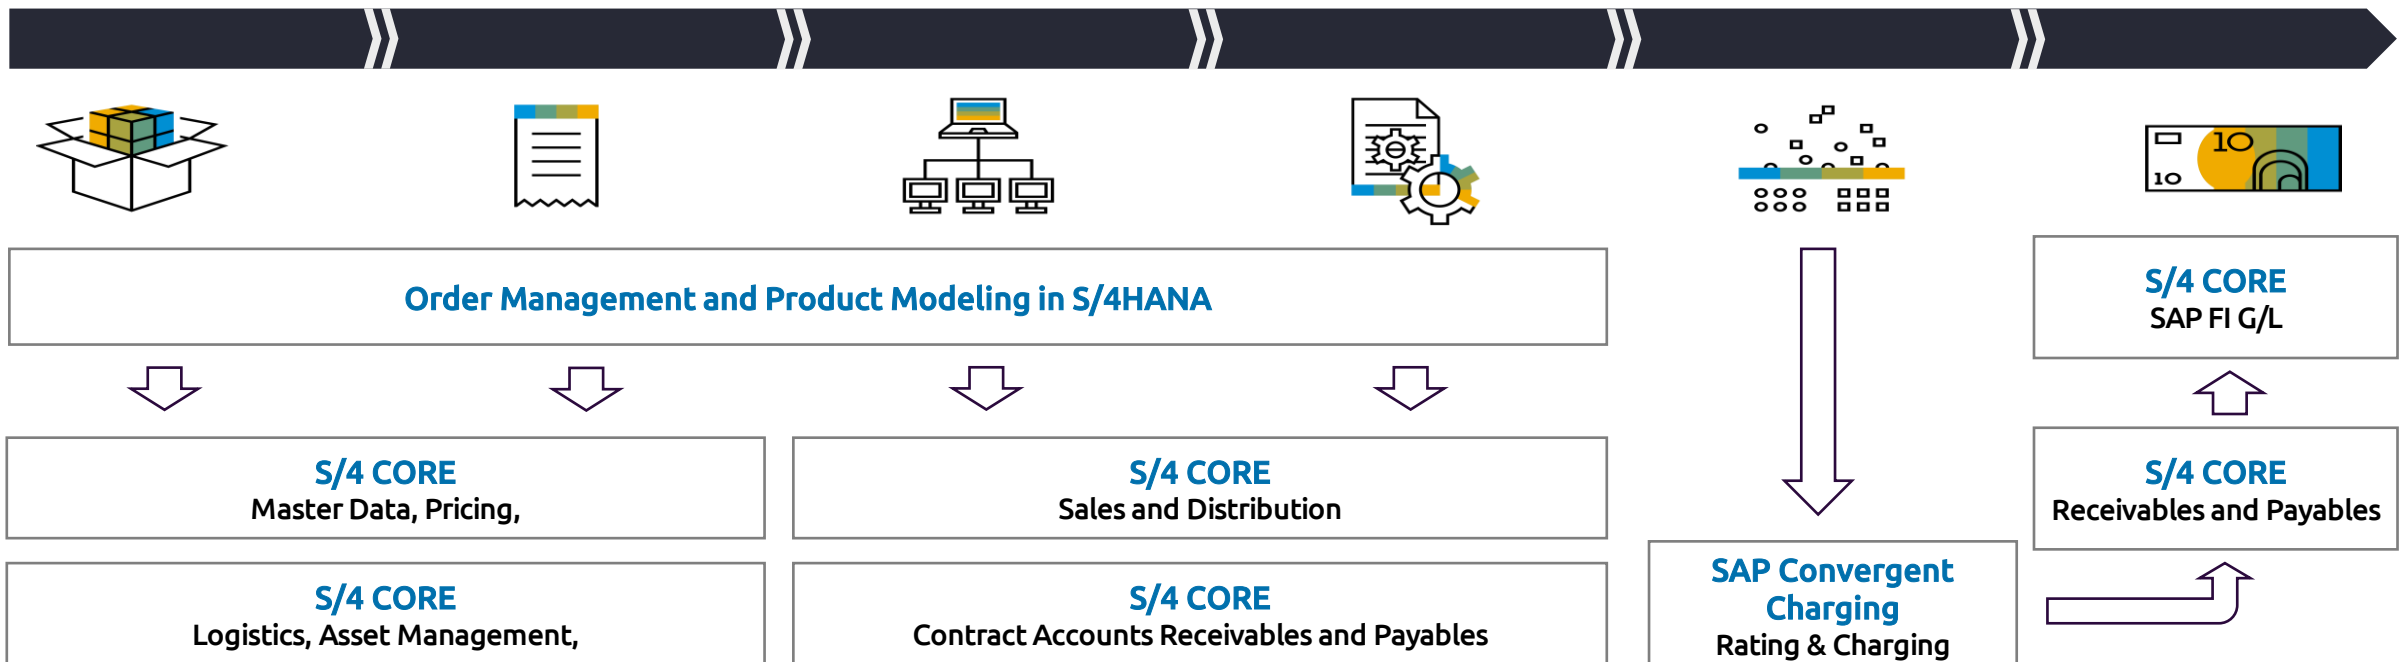 10
10
Order Management and Product Modeling in S/4HANA
S/4 CORE
SAP FI G/L
S/4 CORE
Master Data, Pricing,
S/4 CORE
Sales and Distribution
S/4 CORE
Receivables and Payables
S/4 CORE
Logistics, Asset Management,
S/4 CORE
Contract Accounts Receivables and Payables
SAP Convergent
Charging
Rating & Charging